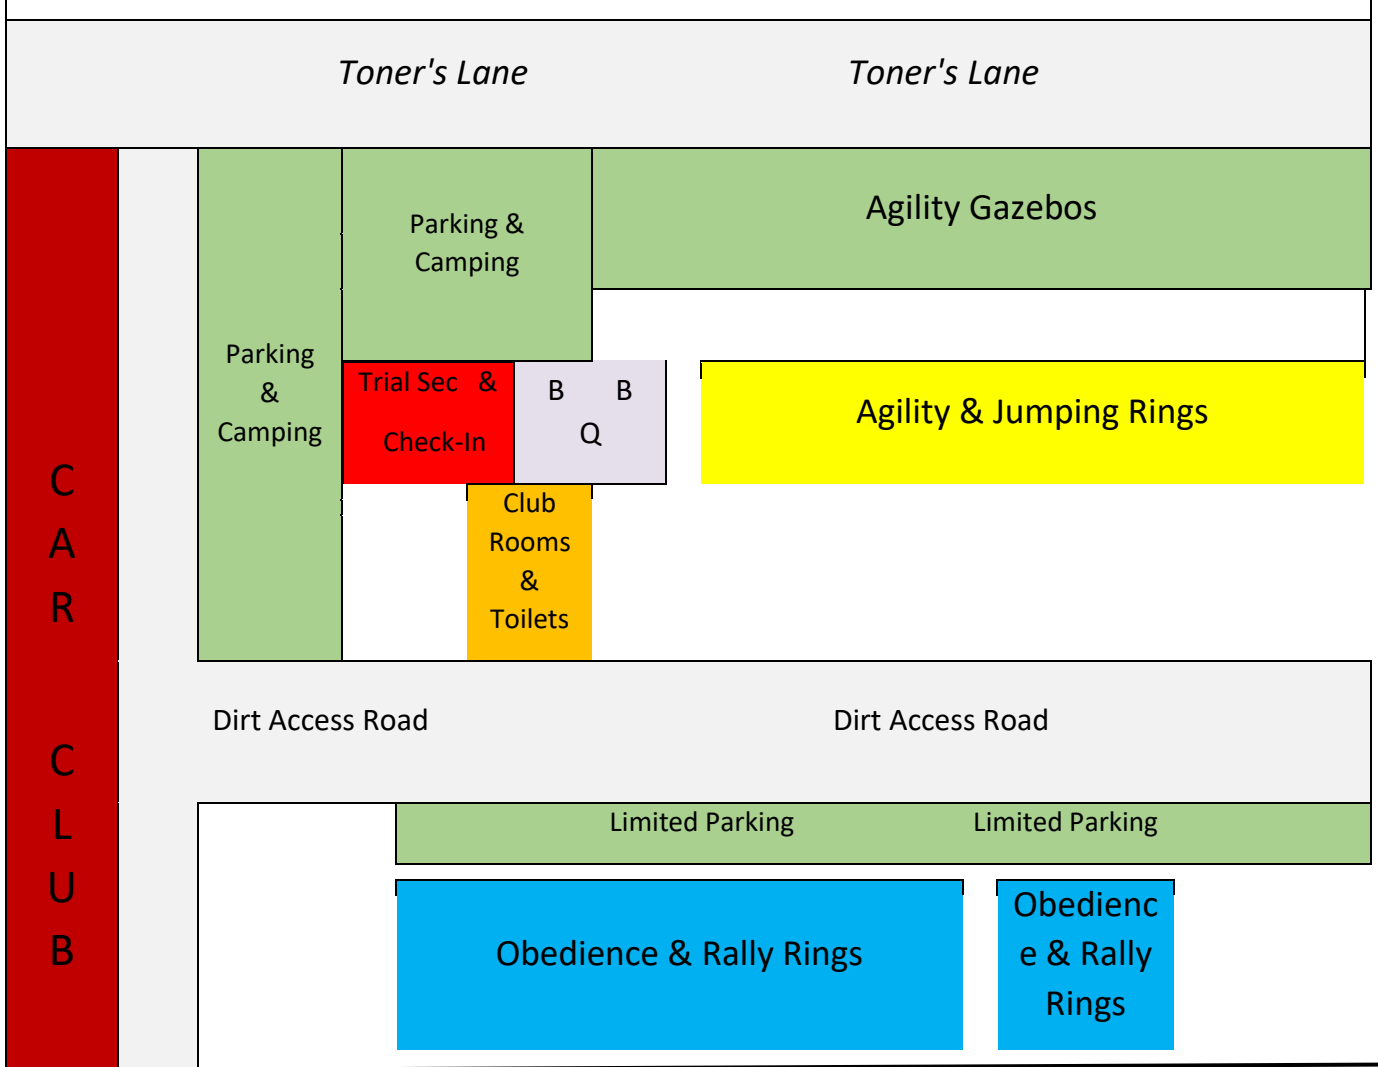 Toner's Lane Toner's Lane
Agility Gazebos
Parking &
Camping
Parking
&
Camping
Trial Sec &
Check-In
B B
Q
Agility & Jumping Rings
C
A
R
C
L
U
B
Club
Rooms
&
Toilets
Dirt Access Road Dirt Access Road
Limited Parking Limited Parking
Obedience & Rally Rings
Obedienc
e & Rally
Rings